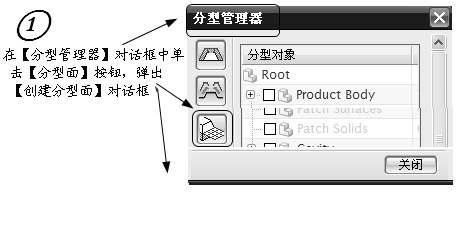 1
在【分型管理器】对话框中单
击【分型面】按钮，弹出
【创建分型面】对话框
分型管理器
分型对象
Root
Product Body
Patch Surfaces
Patch Solids
Cavity
关闭